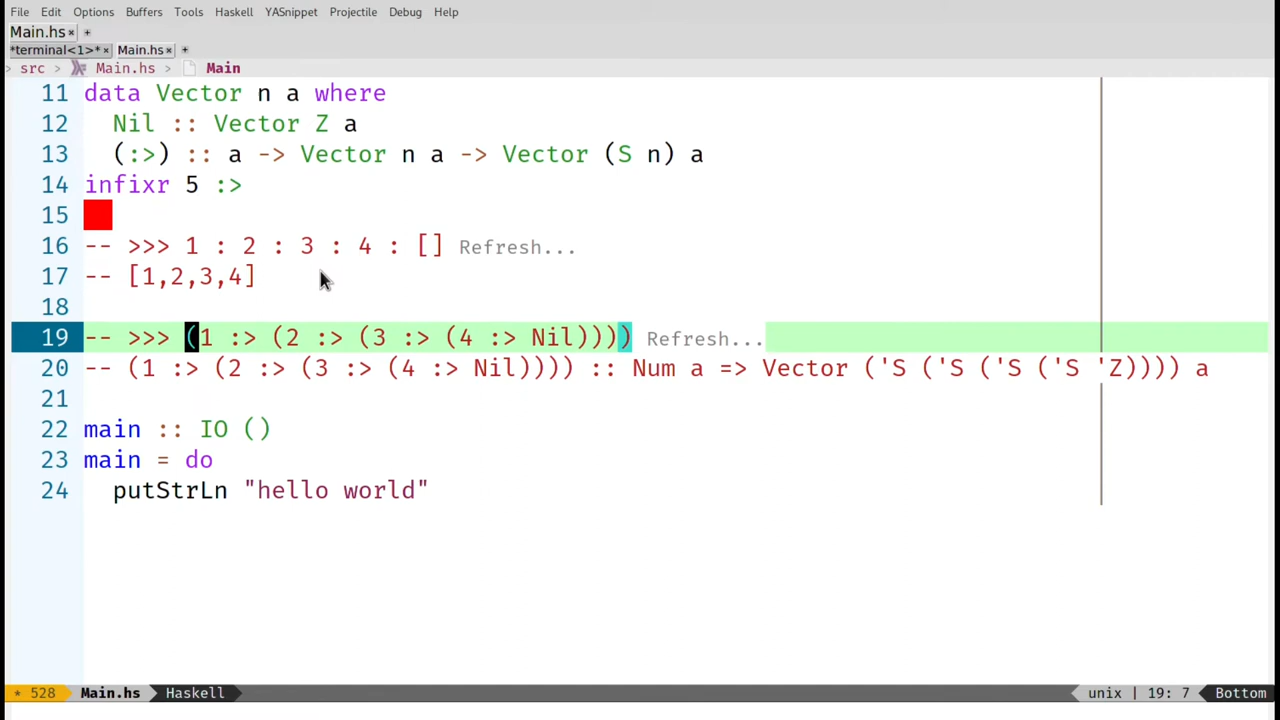 File Edit Options Buffers Tools Haskell YASnippet Projectile Debug Help
Main.hs × +
*terminal<1>* × Main.hs × +
> src > Main.hs > Main
11 data Vector n a where
12   Nil :: Vector Z a
13   (:>) :: a -> Vector n a -> Vector (S n) a
14 infixr 5 :>
15
16 -- >>> 1 : 2 : 3 : 4 : [] Refresh...
17 -- [1,2,3,4]
18
19 -- >>> (1 :> (2 :> (3 :> (4 :> Nil)))) Refresh...
20 -- (1 :> (2 :> (3 :> (4 :> Nil)))) :: Num a => Vector ('S ('S ('S ('S 'Z)))) a
21
22 main :: IO ()
23 main = do
24   putStrLn "hello world"
* 528 Main.hs Haskell unix | 19: 7 Bottom